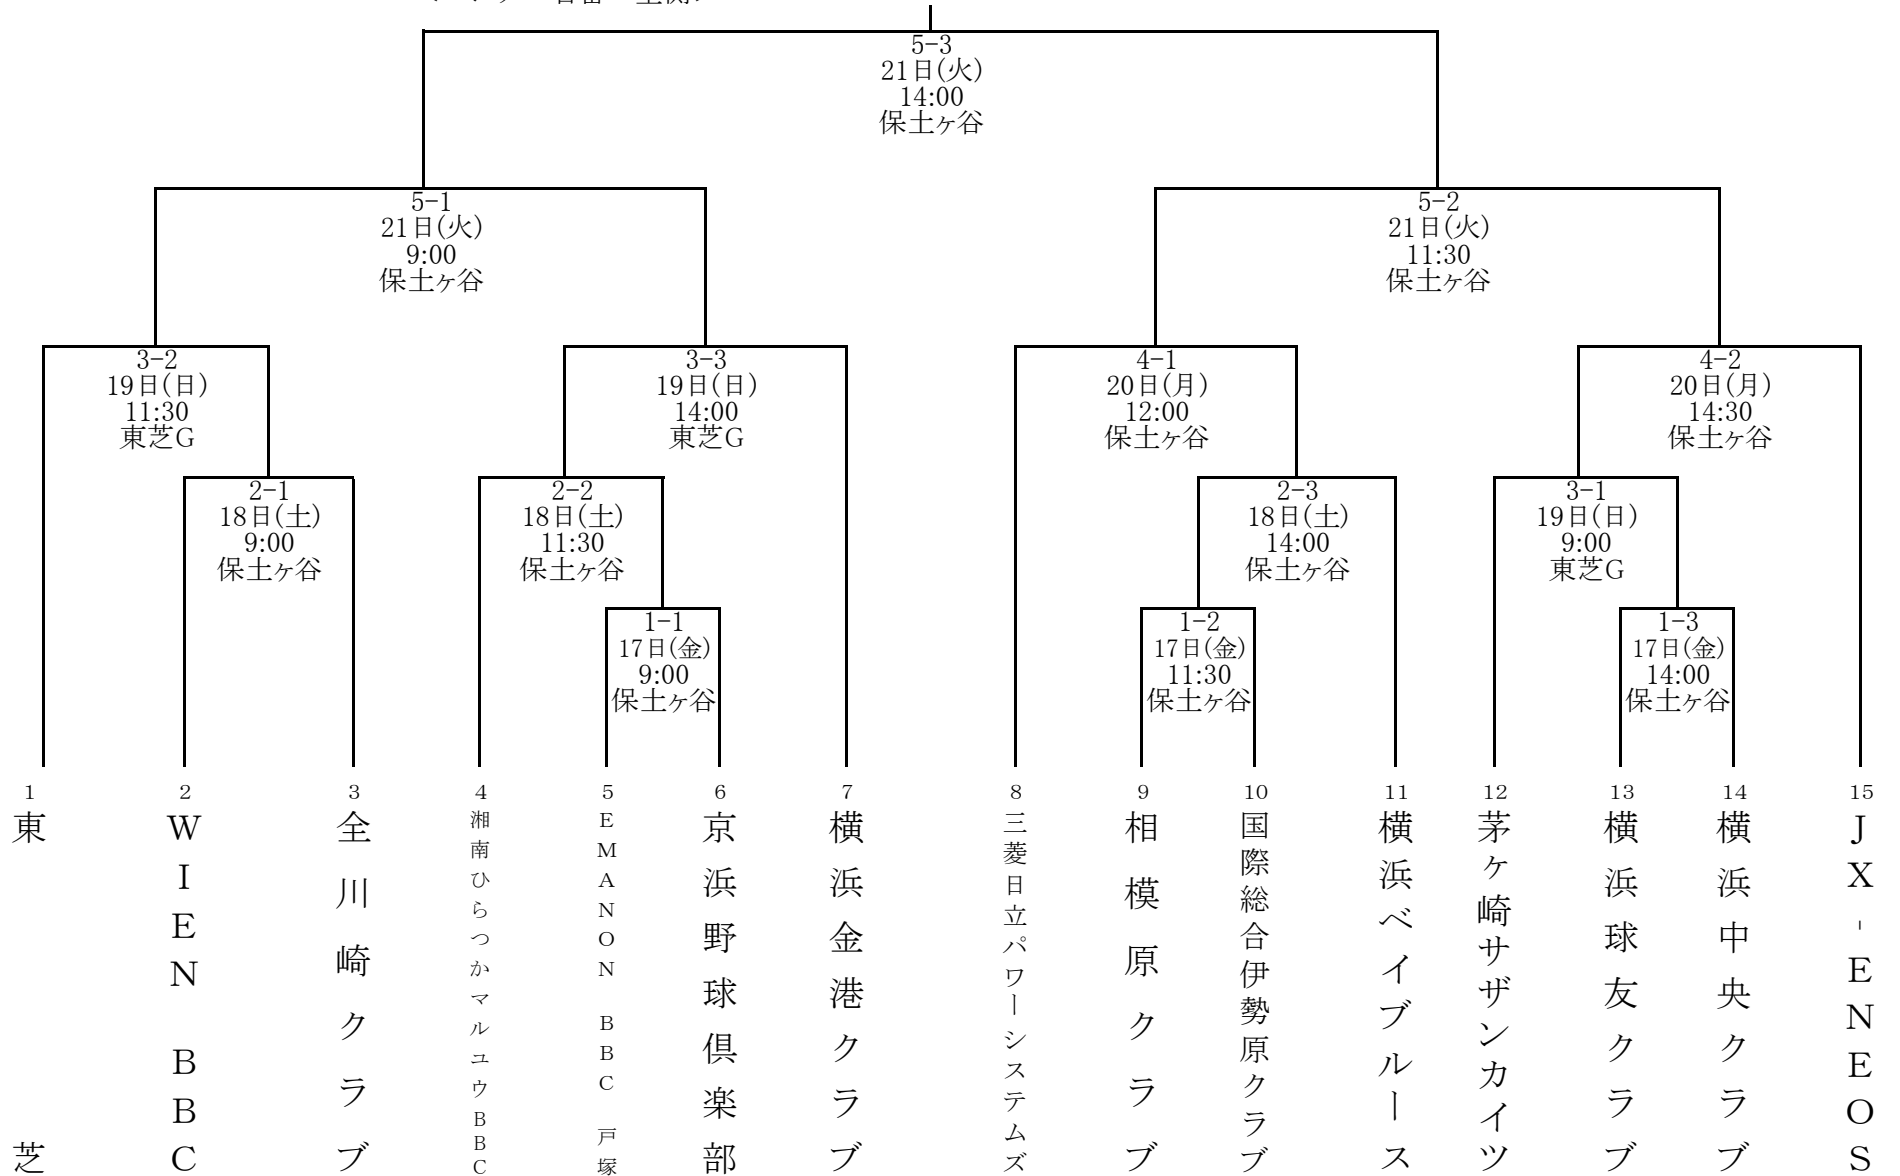 5-3
21日(火)
14:00
保土ヶ谷
5-1
21日(火)
9:00
保土ヶ谷
5-2
21日(火)
11:30
保土ヶ谷
3-2
19日(日)
11:30
東芝G
3-3
19日(日)
14:00
東芝G
4-1
20日(月)
12:00
保土ヶ谷
4-2
20日(月)
14:30
保土ヶ谷
2-1
18日(土)
9:00
保土ヶ谷
2-2
18日(土)
11:30
保土ヶ谷
2-3
18日(土)
14:00
保土ヶ谷
3-1
19日(日)
9:00
東芝G
1-1
17日(金)
9:00
保土ヶ谷
1-2
17日(金)
11:30
保土ヶ谷
1-3
17日(金)
14:00
保土ヶ谷
1
東芝
2
WIEN BBC
3
全川崎クラブ
4
湘南ひらつかマルユウBBC
5
EMANON BBC 戸塚
6
京浜野球倶楽部
7
横浜金港クラブ
8
三菱日立パワーシステムズ
9
相模原クラブ
10
国際総合伊勢原クラブ
11
横浜ベイブルース
12
茅ヶ崎サザンカイツ
13
横浜球友クラブ
14
横浜中央クラブ
15
JX-ENEOS